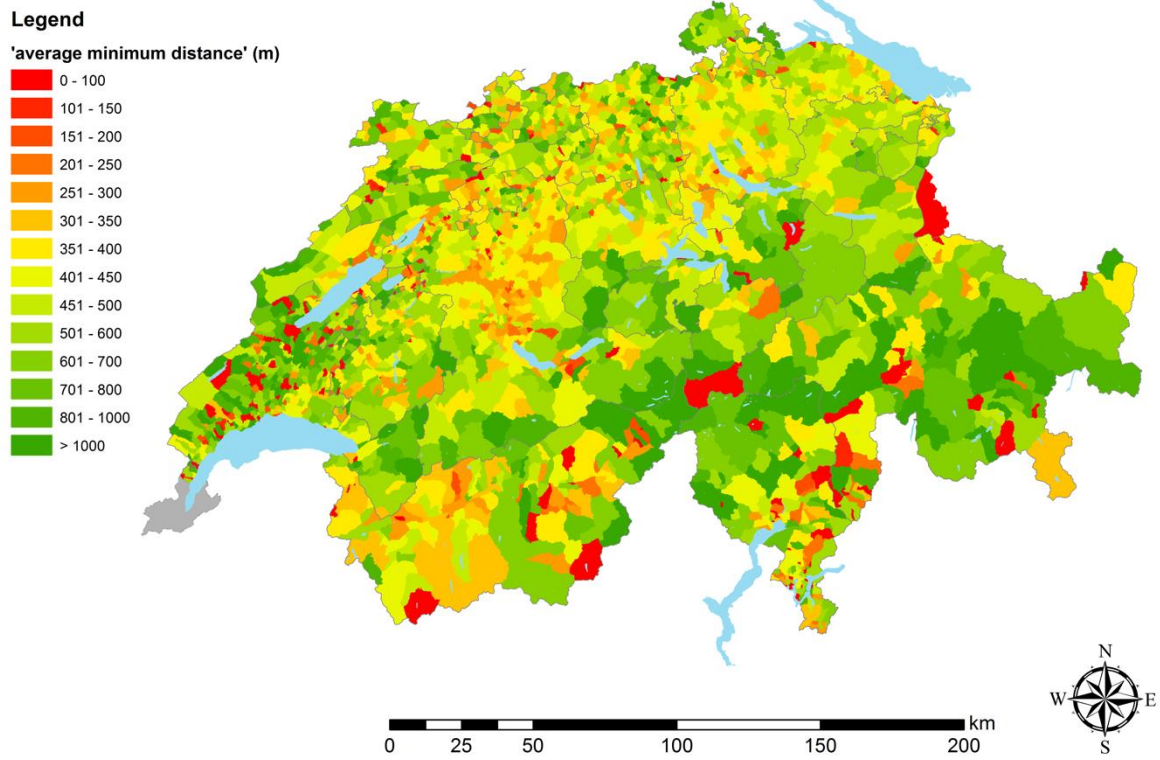 Legend
'average minimum distance' (m)
0 - 100
101 - 150
151 - 200
201 - 250
251 - 300
301 - 350
351 - 400
401 - 450
451 - 500
501 - 600
601 - 700
701 - 800
801 - 1000
> 1000
N
W E
S
km
0 25 50 100 150 200